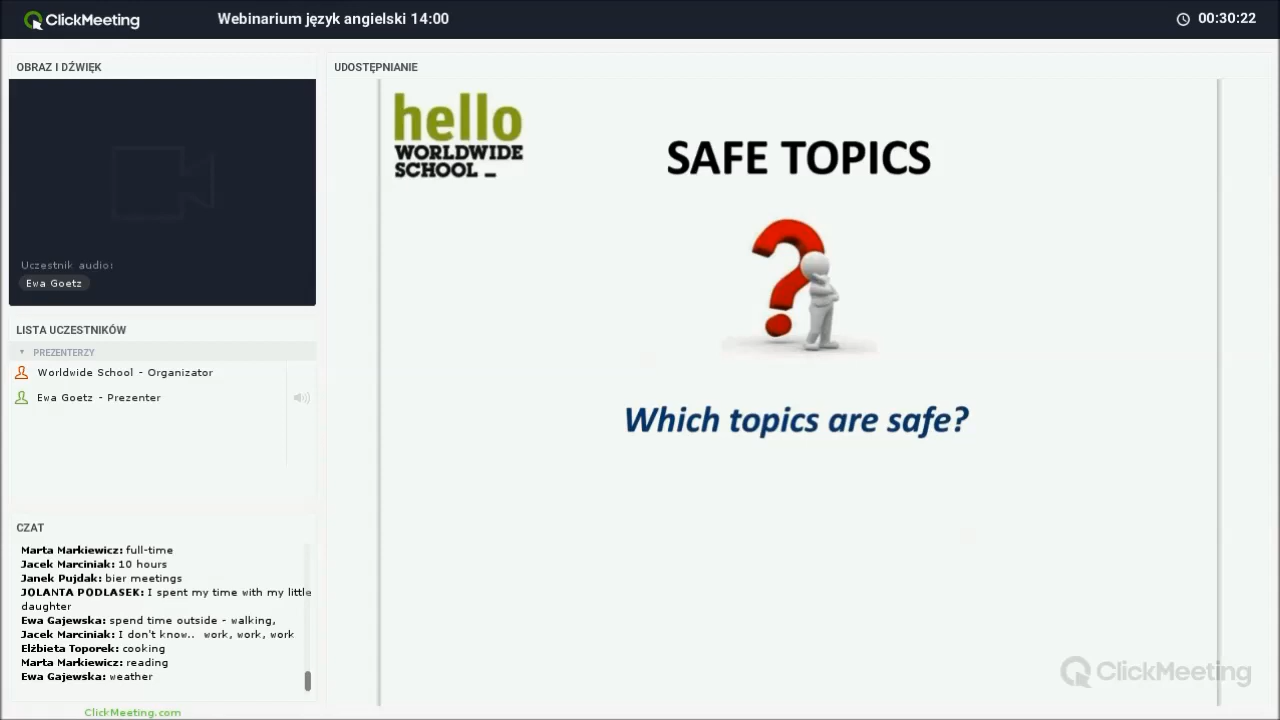 ClickMeeting
Webinarium język angielski 14:00
00:30:22
OBRAZ I DŹWIĘK
Uczestnik audio:
Ewa Goetz
LISTA UCZESTNIKÓW
PREZENTERZY
Worldwide School - Organizator
Ewa Goetz - Prezenter
CZAT
Marta Markiewicz: full-time
Jacek Marciniak: 10 hours
Janek Pujdak: bier meetings
JOLANTA PODLASEK: I spent my time with my little
daughter
Ewa Gajewska: spend time outside - walking,
Jacek Marciniak: I don't know.. work, work, work
Elżbieta Toporek: cooking
Marta Markiewicz: reading
Ewa Gajewska: weather
ClickMeeting.com
UDOSTĘPNIANIE
hello
WORLDWIDE
SCHOOL _
SAFE TOPICS
Which topics are safe?
ClickMeeting